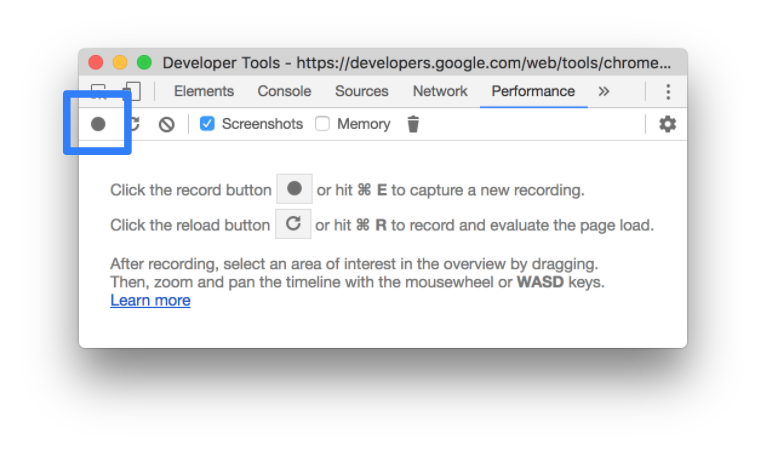 Developer Tools - https://developers.google.com/web/tools/chrome...
Elements Console Sources Network Performance »
Screenshots Memory
Click the record button or hit ⌘ E to capture a new recording.
Click the reload button or hit ⌘ R to record and evaluate the page load.
After recording, select an area of interest in the overview by dragging.
Then, zoom and pan the timeline with the mousewheel or WASD keys.
Learn more